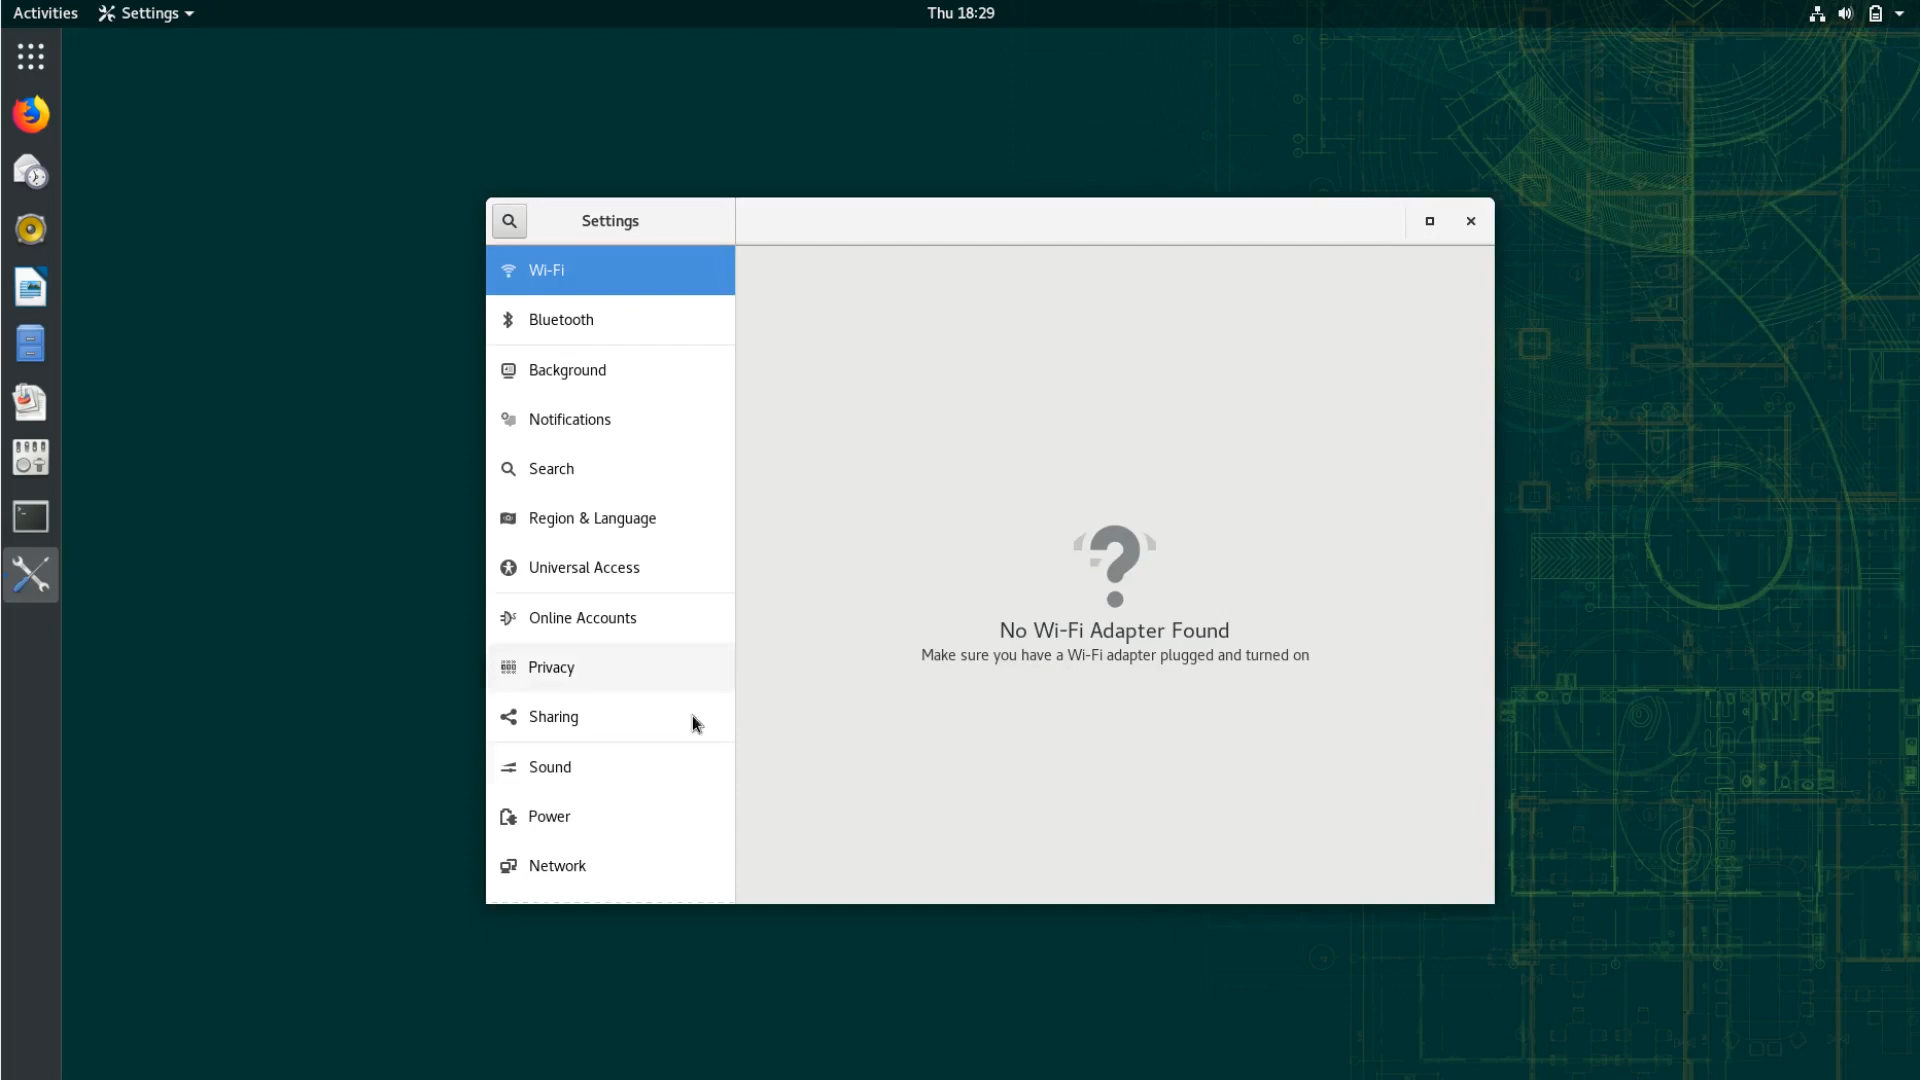 Activities
Settings
Thu 18:29
Settings
Wi-Fi
Bluetooth
Background
Notifications
Search
Region & Language
Universal Access
Online Accounts
Privacy
Sharing
Sound
Power
Network
No Wi-Fi Adapter Found
Make sure you have a Wi-Fi adapter plugged and turned on